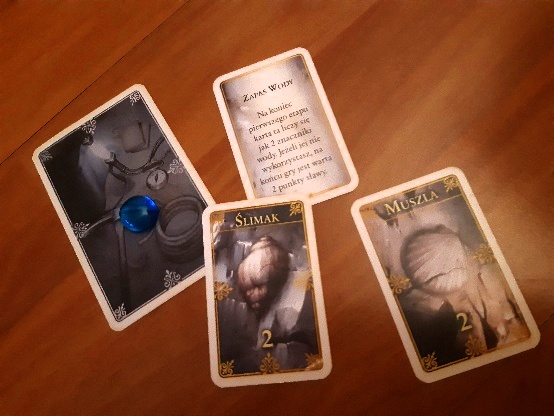 Zapas Wody
Na koniec
pierwszego etapu
karta ta liczy się
jak 2 znaczniki
wody. Jeżeli jej nie
wykorzystasz, na
końcu gry jest warta
2 punkty sławy.
Ślimak
2
Muszla
2